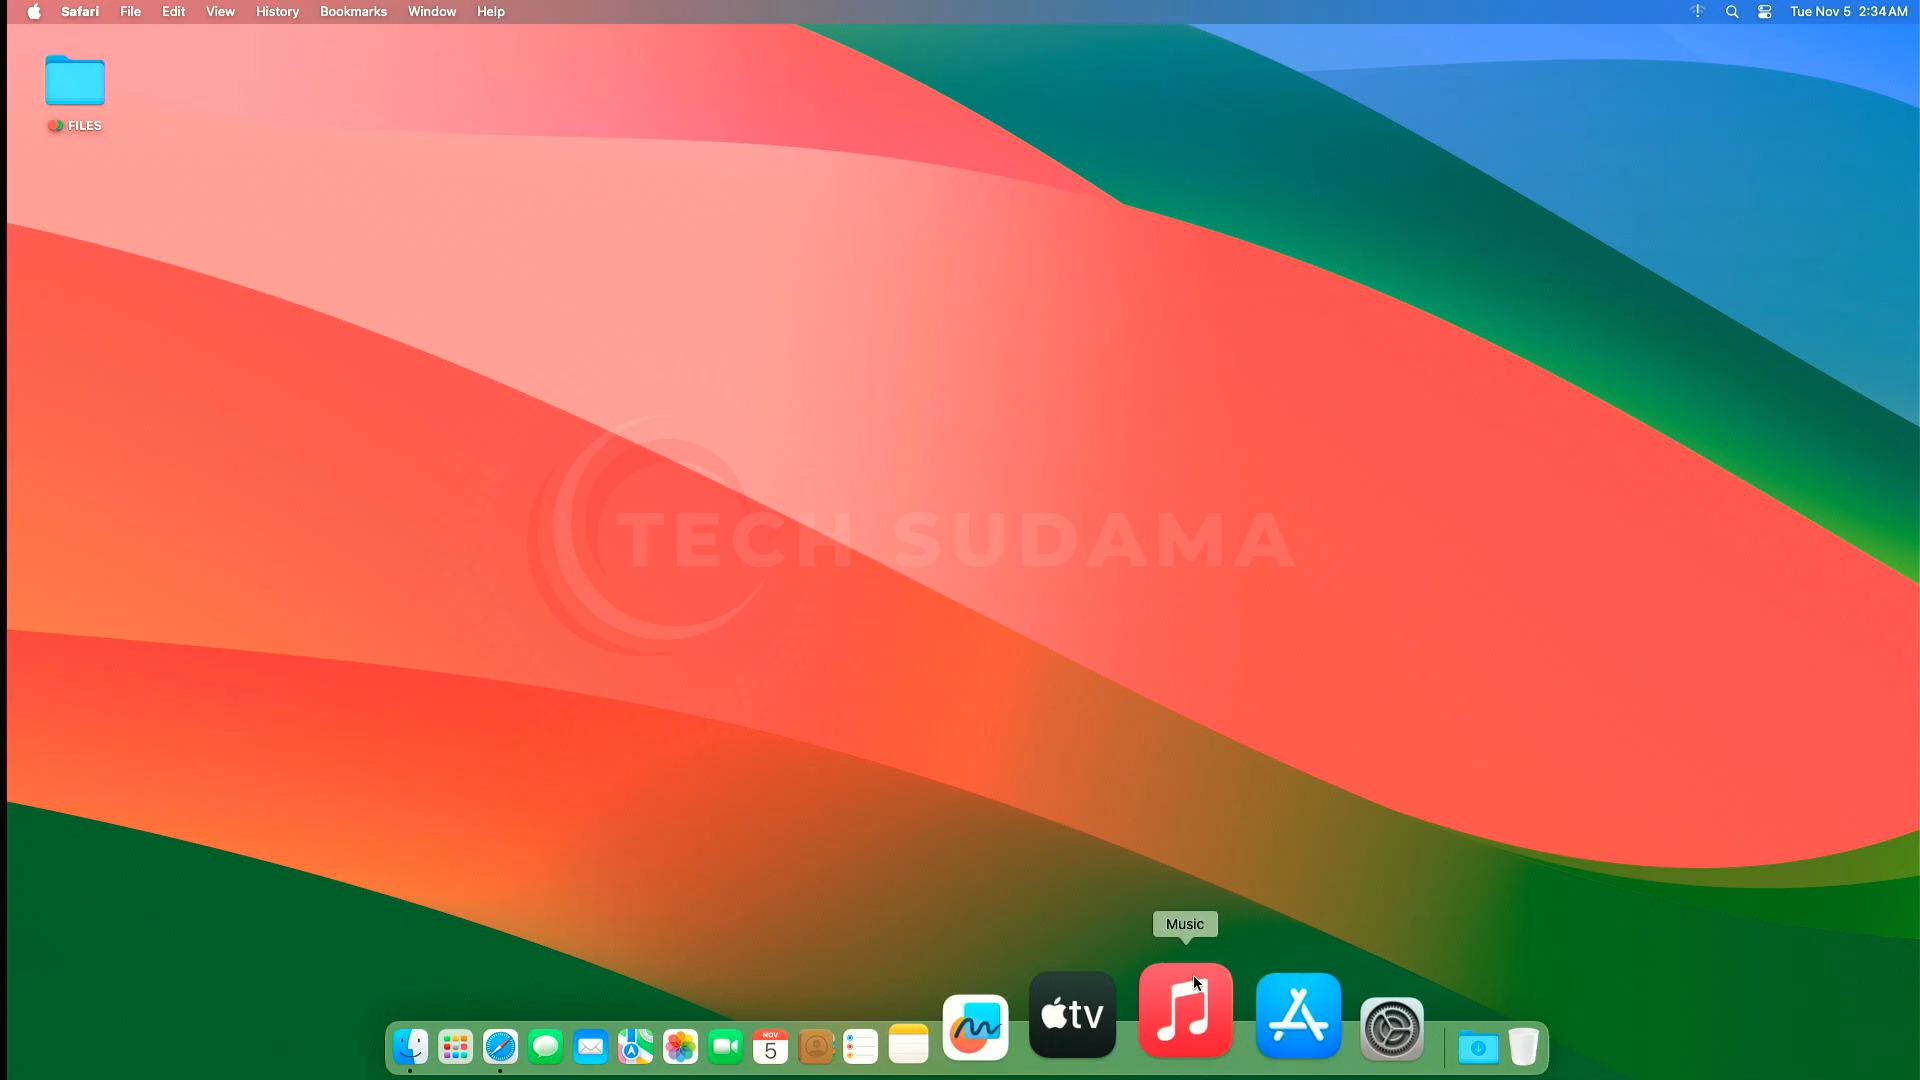 Safari File Edit View History Bookmarks Window Help
Tue Nov 5 2:34 AM
FILES
TECH SUDAMA
Music
tv
NOV
5